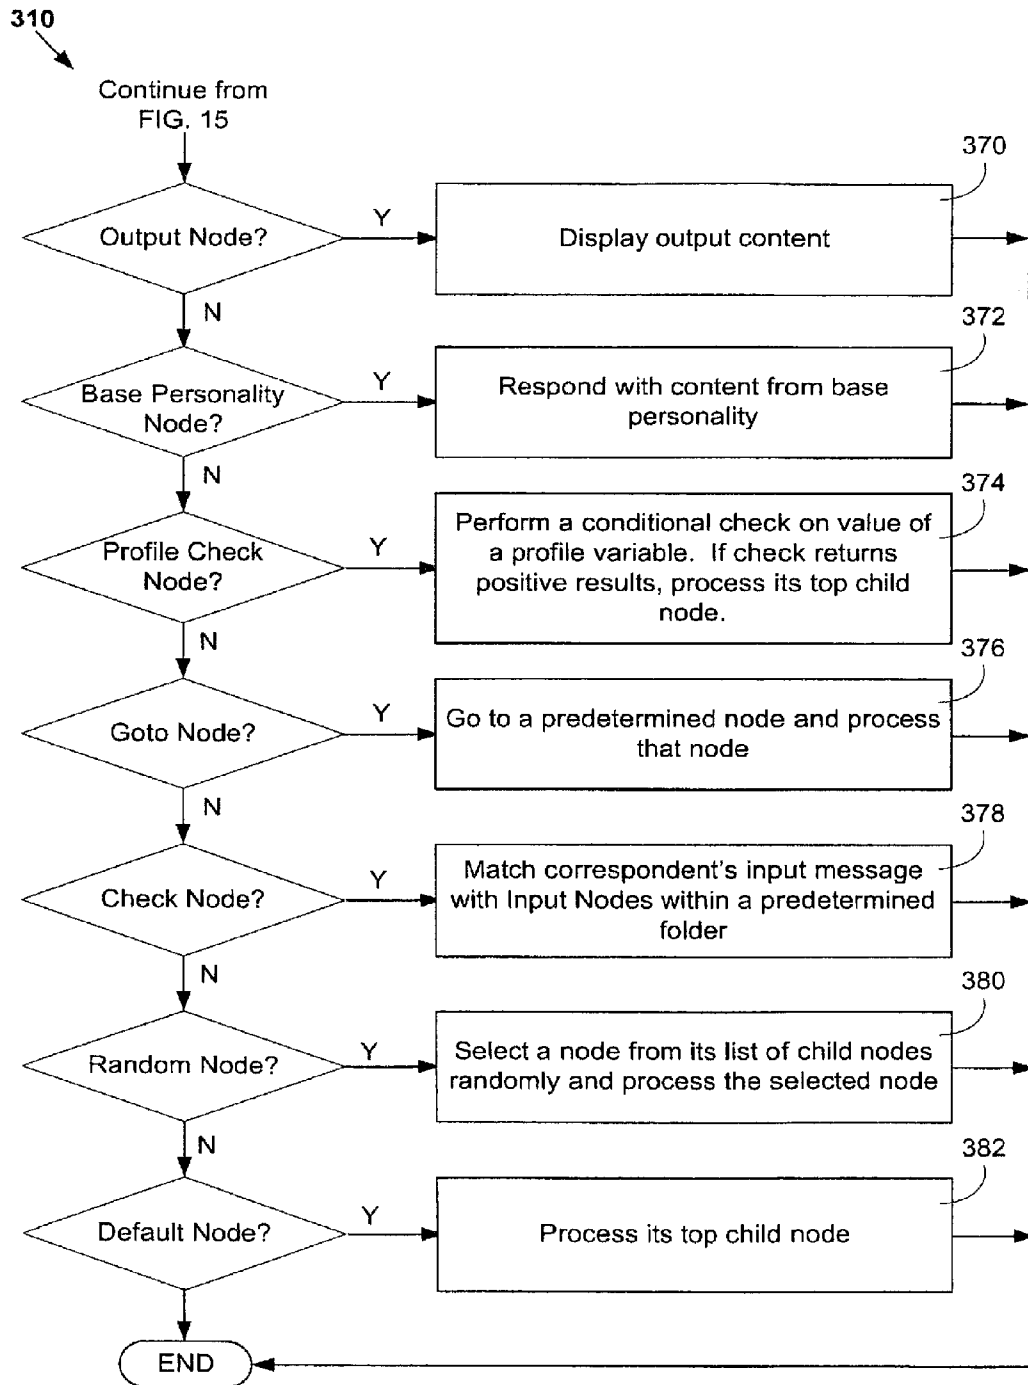 310
Continue from
FIG. 15
370
Output Node?
Y
Display output content
N
372
Base Personality
Node?
Y
Respond with content from base
personality
N
374
Profile Check
Node?
Y
Perform a conditional check on value of
a profile variable. If check returns
positive results, process its top child
node.
N
376
Goto Node?
Y
Go to a predetermined node and process
that node
N
378
Check Node?
Y
Match correspondent's input message
with Input Nodes within a predetermined
folder
N
380
Random Node?
Y
Select a node from its list of child nodes
randomly and process the selected node
N
382
Default Node?
Y
Process its top child node
END